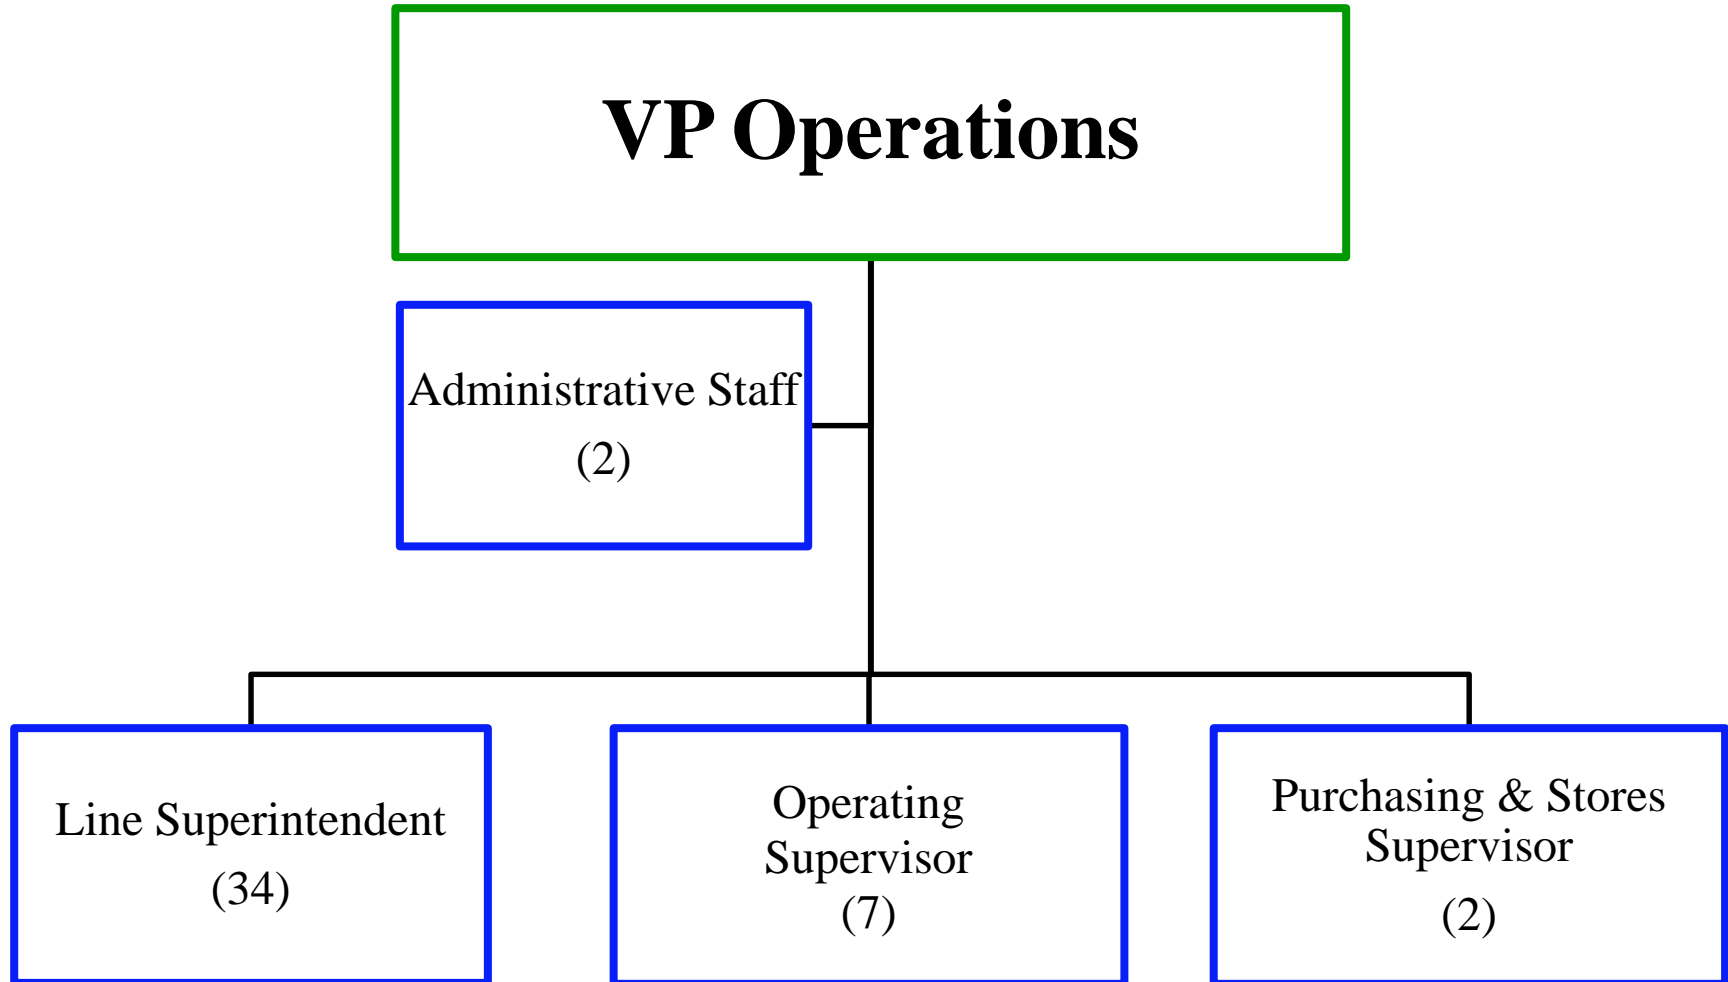 VP Operations
Administrative Staff
(2)
Line Superintendent
(34)
Operating
Supervisor
(7)
Purchasing & Stores
Supervisor
(2)